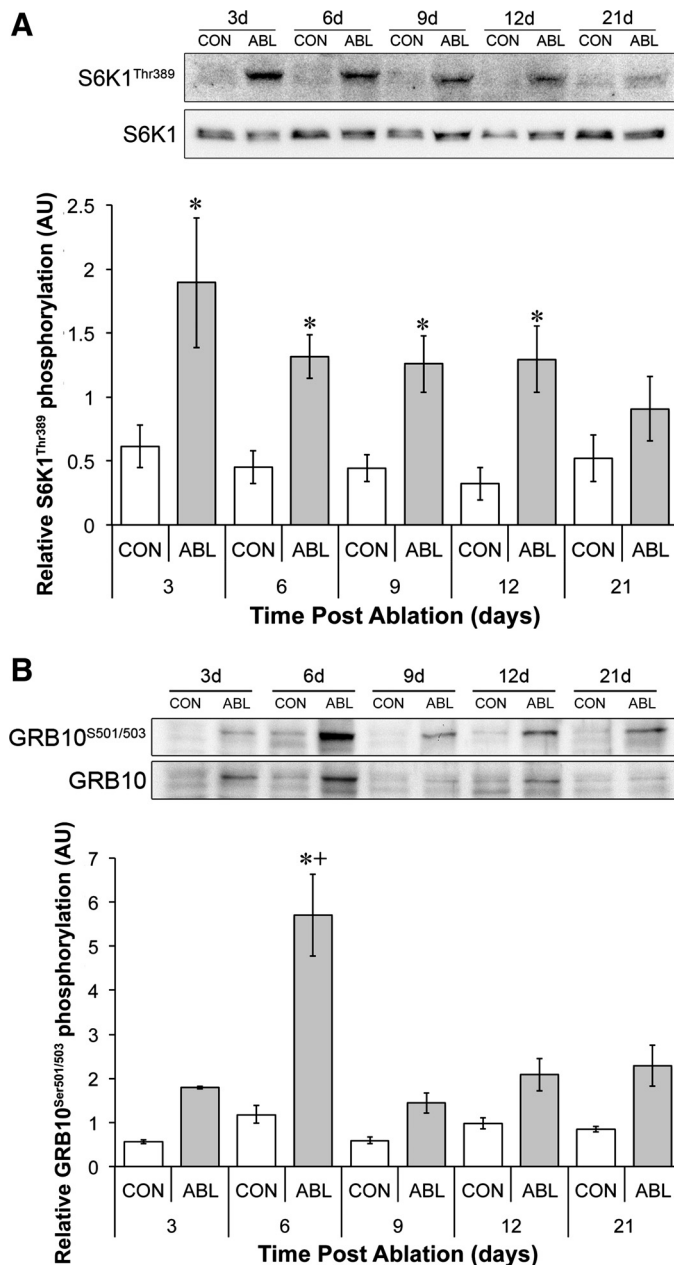 A
3d 6d 9d 12d 21d
CON ABL CON ABL CON ABL CON ABL CON ABL
S6K1Thr389
S6K1
Relative S6K1Thr389 phosphorylation (AU)
2.5
2
1.5
1
0.5
0
* * * *
CON ABL CON ABL CON ABL CON ABL CON ABL
3 6 9 12 21
Time Post Ablation (days)
B
3d 6d 9d 12d 21d
CON ABL CON ABL CON ABL CON ABL CON ABL
GRB10S501/503
GRB10
Relative GRB10Ser501/503 phosphorylation (AU)
7
6
5
4
3
2
1
0
*+
CON ABL CON ABL CON ABL CON ABL CON ABL
3 6 9 12 21
Time Post Ablation (days)